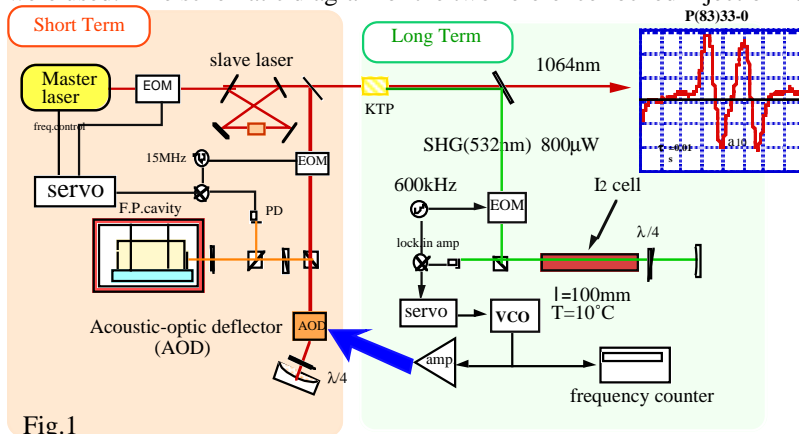 P(83)33-0
Short Term
Long Term
slave laser
1064nm
Master
laser
EOM
KTP
freq.control
SHG(532nm) 800μW
15MHz
EOM
servo
600kHz
EOM
I2 cell
F.P.cavity
PD
λ/4
lock.in amp
l=100mm
T=10˚C
servo
VCO
Acoustic-optic deflector
(AOD)
AOD
amp
λ/4
frequency counter
Fig.1